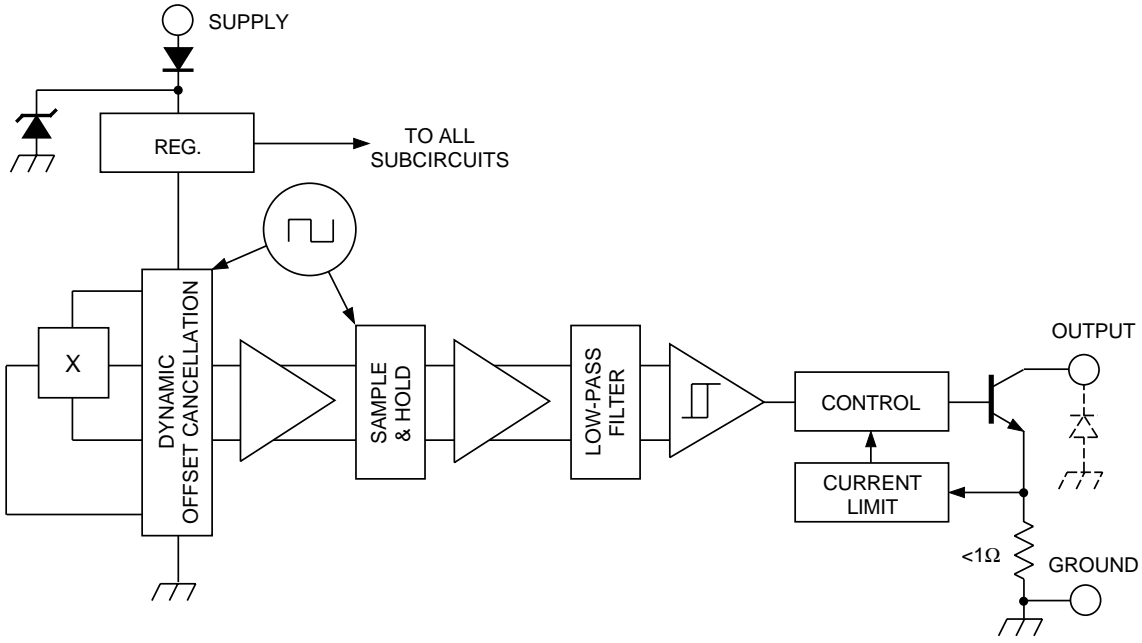 SUPPLY
REG.
TO ALL
SUBCIRCUITS
X
DYNAMIC
OFFSET CANCELLATION
SAMPLE
& HOLD
LOW-PASS
FILTER
CONTROL
CURRENT
LIMIT
OUTPUT
<1Ω
GROUND